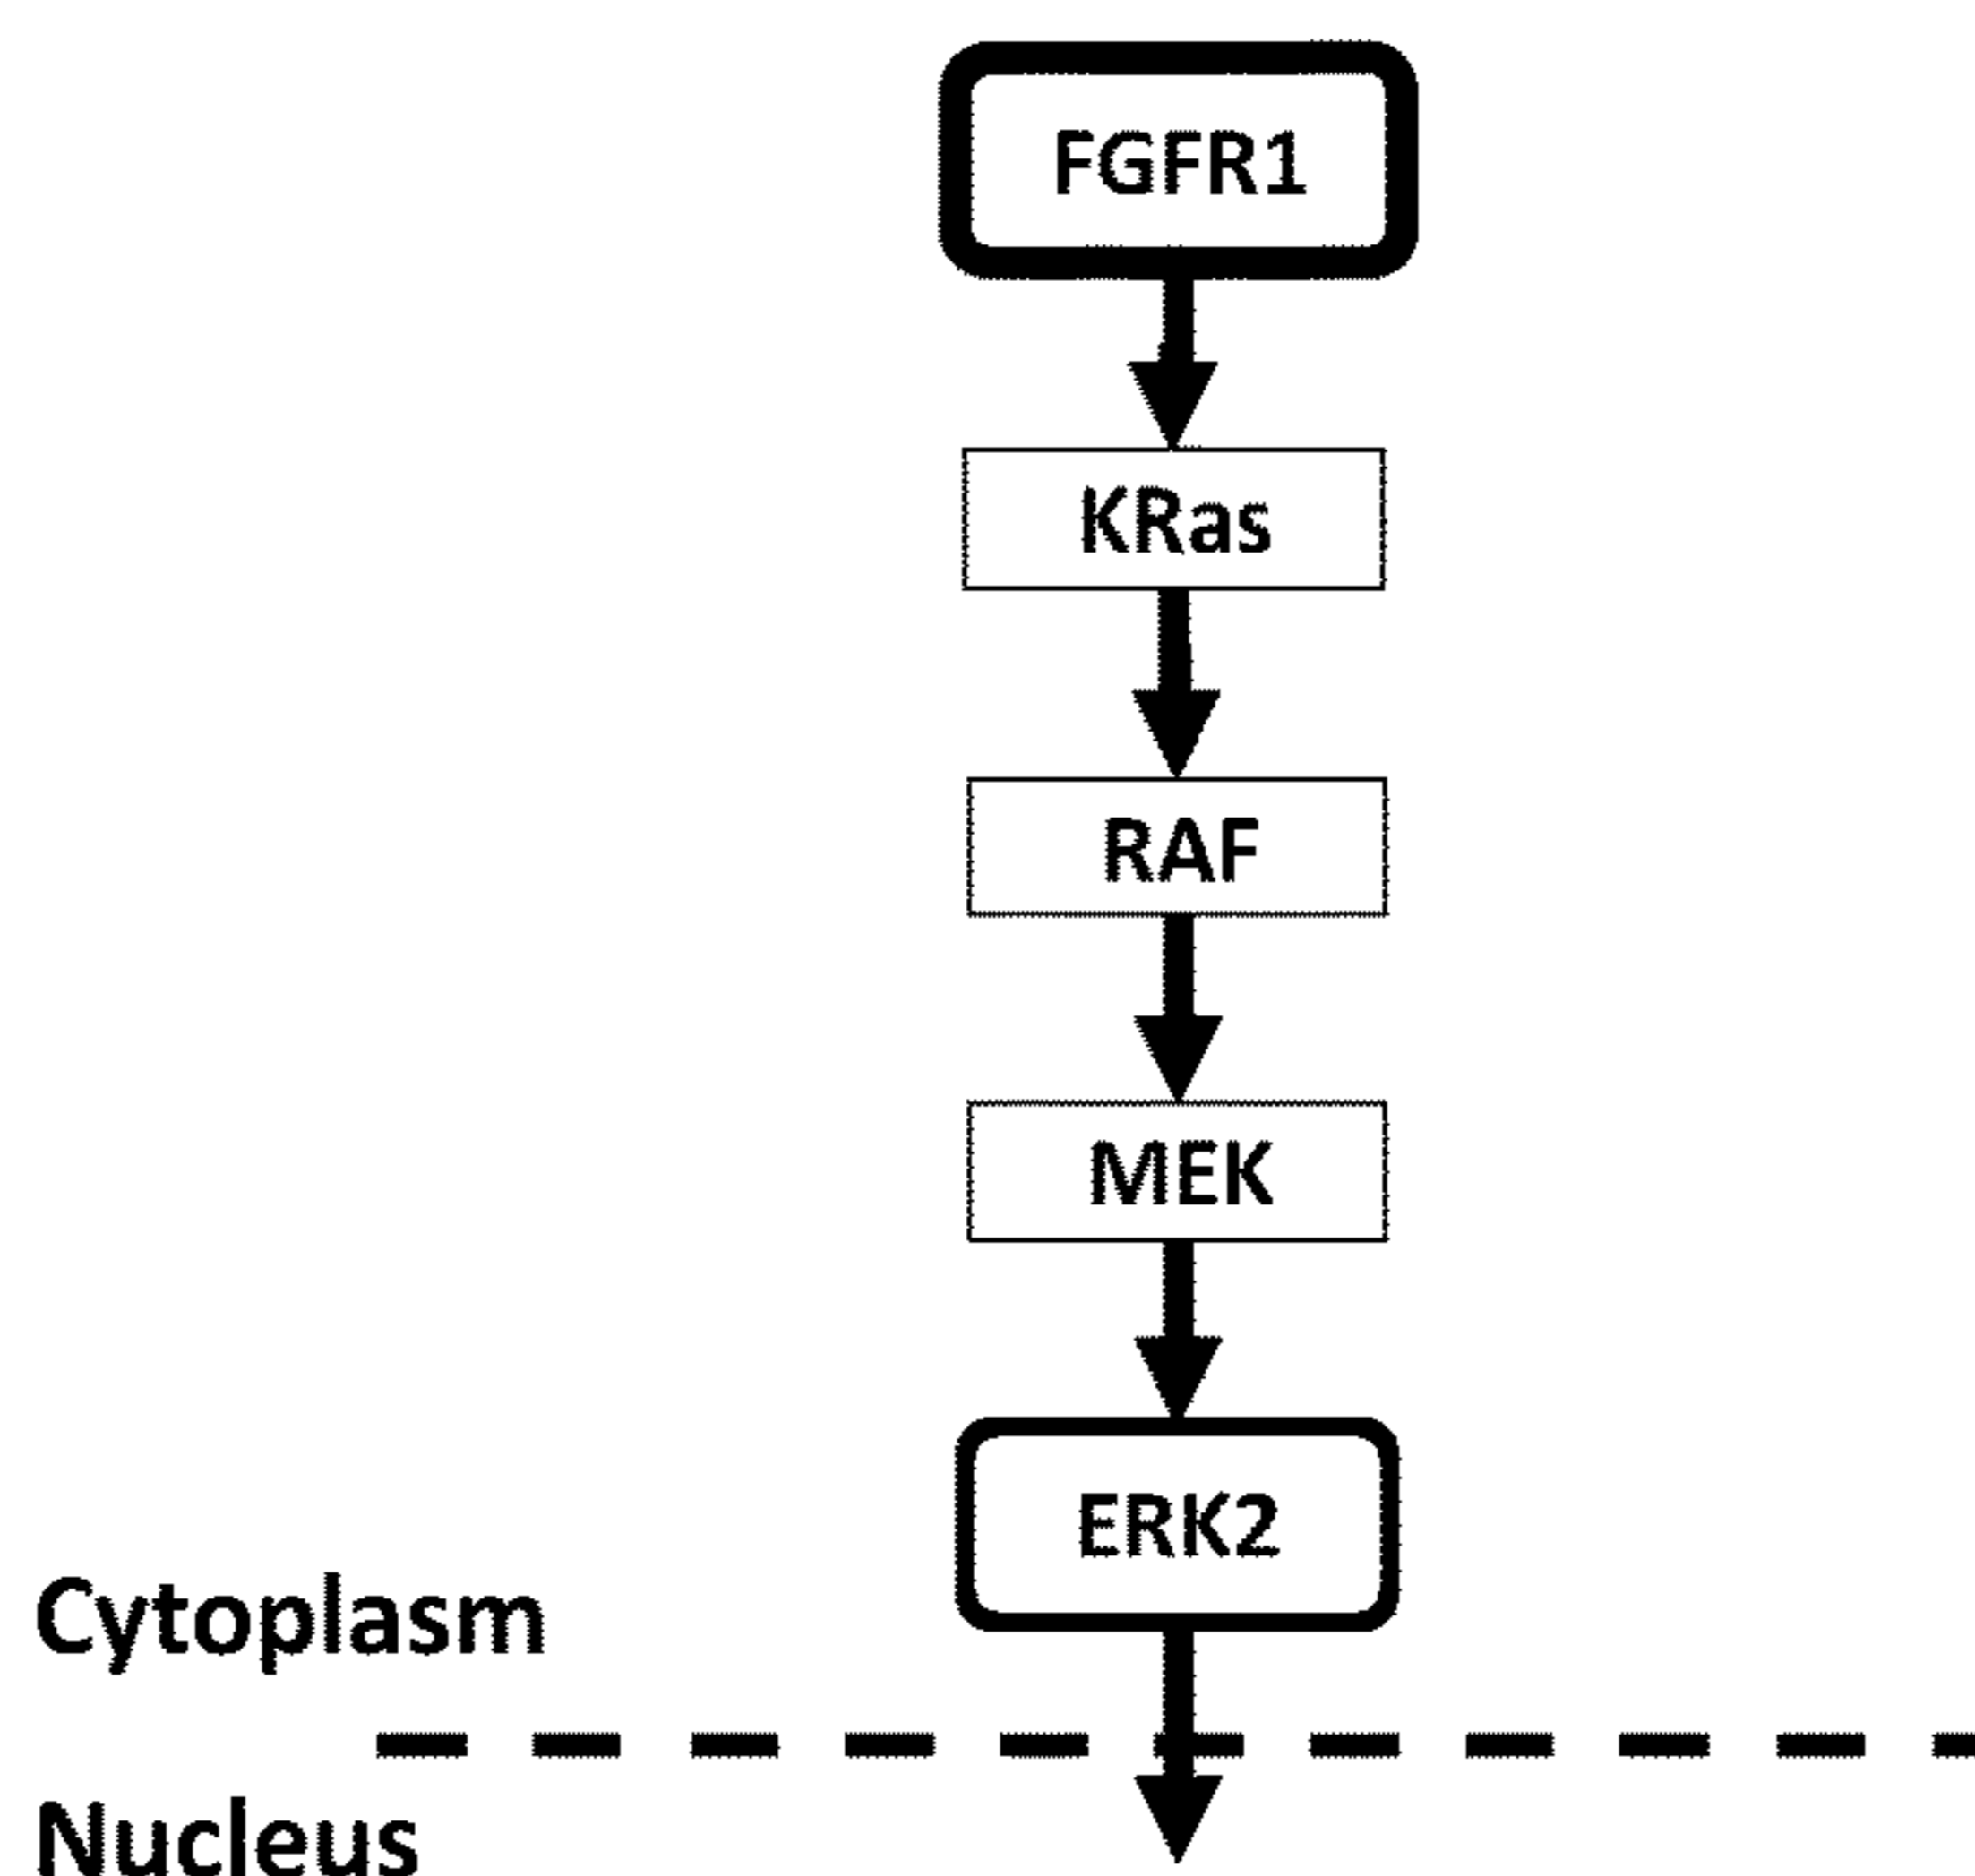 FGFR1
KRas
RAF
MEK
ERK2
Cytoplasm
Nucleus